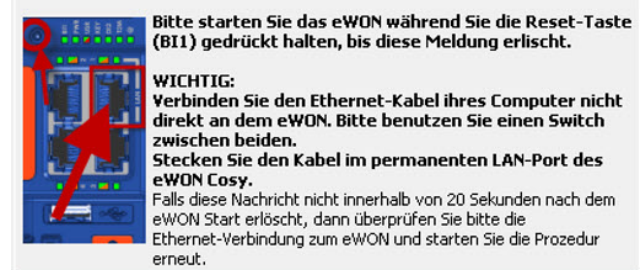 Bitte starten Sie das eWON während Sie die Reset-Taste
(BI1) gedrückt halten, bis diese Meldung erlischt.
WICHTIG:
Verbinden Sie den Ethernet-Kabel ihres Computer nicht
direkt an dem eWON. Bitte benutzen Sie einen Switch
zwischen beiden.
Stecken Sie den Kabel im permanenten LAN-Port des
eWON Cosy.
Falls diese Nachricht nicht innerhalb von 20 Sekunden nach dem
eWON Start erlöscht, dann überprüfen Sie bitte die
Ethernet-Verbindung zum eWON und starten Sie die Prozedur
erneut.